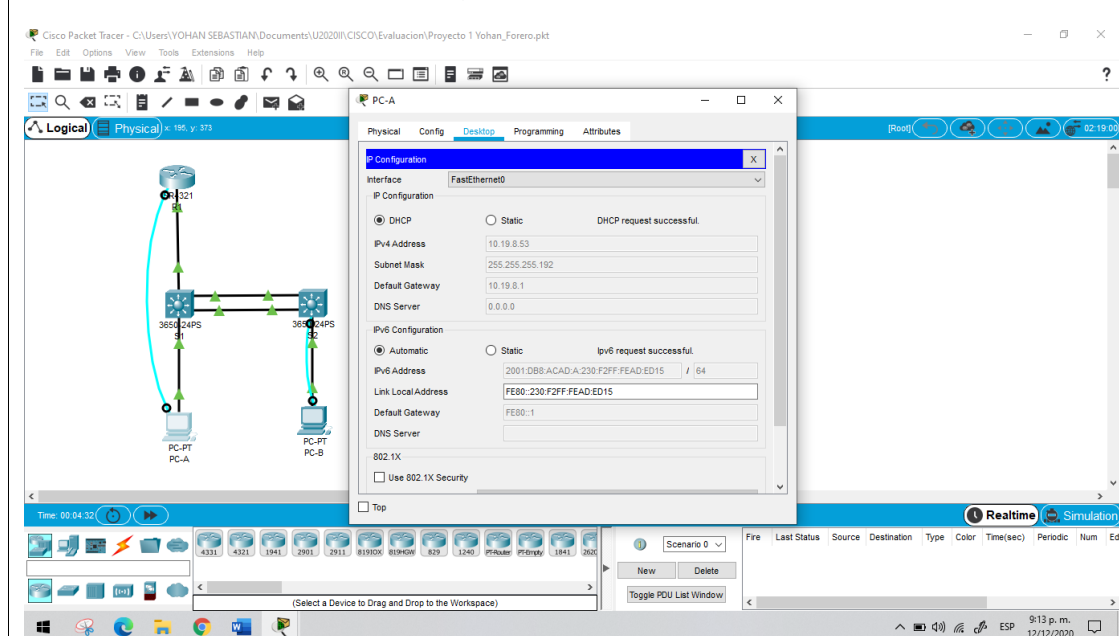 Cisco Packet Tracer - C:\Users\YOHAN SEBASTIAN\Documents\U2020II\CISCO\Evaluacion\Proyecto 1 Yohan_Forero.pkt
File Edit Options View Tools Extensions Help
?
Logical Physical x: 195, y: 373
[Root] 02:19:00
PC-A
Physical Config Desktop Programming Attributes
IP Configuration X
Interface FastEthernet0
IP Configuration
DHCP Static DHCP request successful.
IPv4 Address 10.19.8.53
Subnet Mask 255.255.255.192
Default Gateway 10.19.8.1
DNS Server 0.0.0.0
IPv6 Configuration
Automatic Static Ipv6 request successful.
IPv6 Address 2001:DB8:ACAD:A:230:F2FF:FEAD:ED15 / 64
Link Local Address FE80::230:F2FF:FEAD:ED15
Default Gateway FE80::1
DNS Server
802.1X
Use 802.1X Security
Top
R1
3650-24PS
S1
S2
PC-PT
PC-A
PC-PT
PC-B
Time: 00:04:32
Realtime Simulation
4331 4321 1941 2901 2911 819IOX 819HGW 829 1240 PT-Router PT-Empty 1841 262
(Select a Device to Drag and Drop to the Workspace)
Scenario 0
New Delete
Toggle PDU List Window
Fire Last Status Source Destination Type Color Time(sec) Periodic Num Ed
ESP
9:13 p. m.
12/12/2020